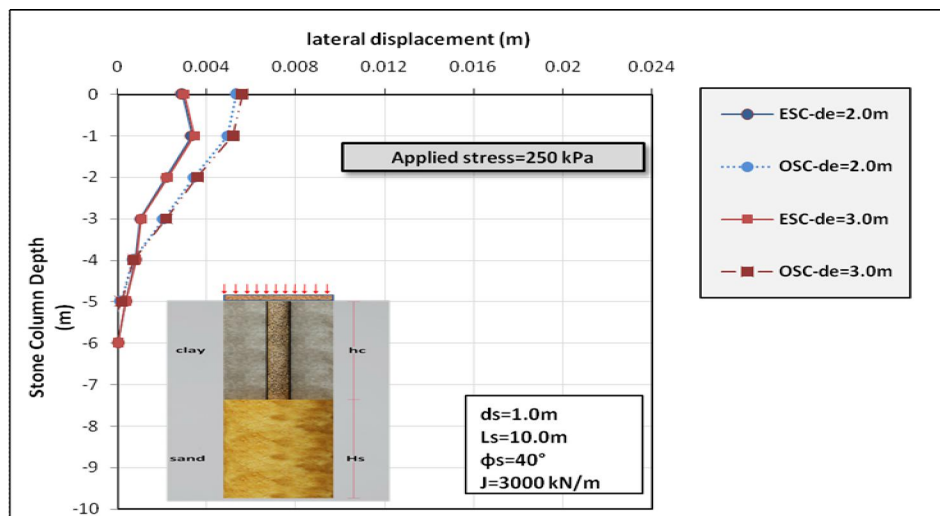 lateral displacement (m)
0 0.004 0.008 0.012 0.016 0.02 0.024
0
-1
-2
-3
-4
-5
-6
-7
-8
-9
-10
Stone Column Depth
(m)
Applied stress=250 kPa
ESC-de=2.0m
OSC-de=2.0m
ESC-de=3.0m
OSC-de=3.0m
clay hc
sand Hs
ds=1.0m
Ls=10.0m
ϕs=40°
J=3000 kN/m